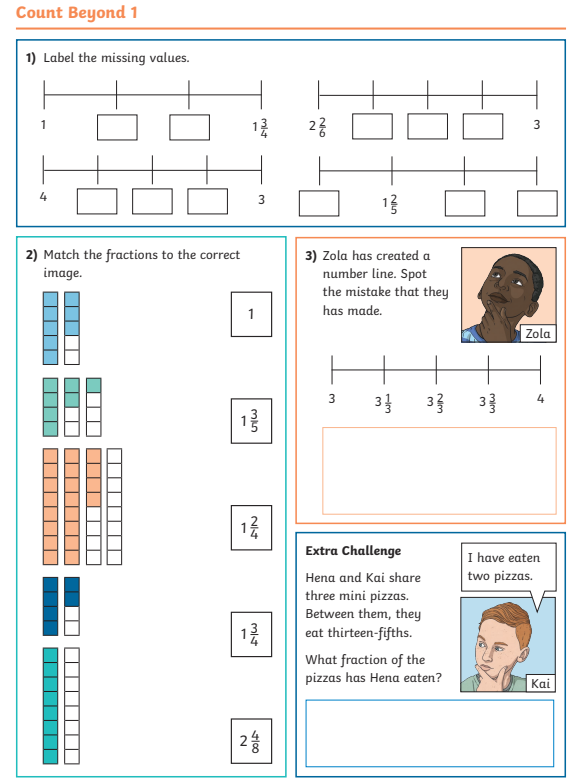 Count Beyond 1
1) Label the missing values.
1 1 3/4
2 2/6 3
4 3
1 2/5
2) Match the fractions to the correct
image.
1
1 3/5
1 2/4
1 3/4
2 4/8
3) Zola has created a
number line. Spot
the mistake that they
has made.
Zola
3 3 1/3 3 2/3 3 3/3 4
Extra Challenge
Hena and Kai share
three mini pizzas.
Between them, they
eat thirteen-fifths.
What fraction of the
pizzas has Hena eaten?
I have eaten
two pizzas.
Kai